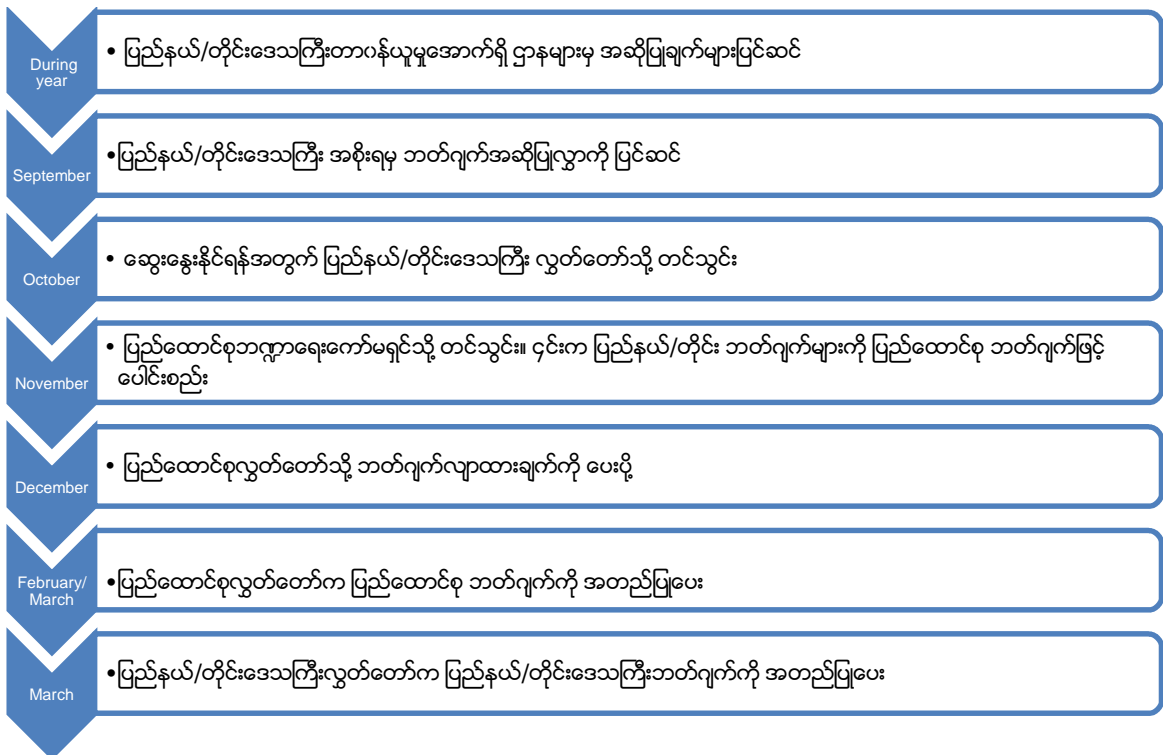 During
year
• ပြည်နယ်/တိုင်းဒေသကြီးတာဝန်ယူမှုအောက်ရှိ ဌာနများမှ အဆိုပြုချက်များပြင်ဆင်
September
•ပြည်နယ်/တိုင်းဒေသကြီး အစိုးရမှ ဘတ်ဂျက်အဆိုပြုလွှာကို ပြင်ဆင်
October
• ဆွေးနွေးနိုင်ရန်အတွက် ပြည်နယ်/တိုင်းဒေသကြီး လွှတ်တော်သို့ တင်သွင်း
November
• ပြည်ထောင်စုဘဏ္ဍာရေးကော်မရှင်သို့ တင်သွင်း။ ၄င်းက ပြည်နယ်/တိုင်း ဘတ်ဂျက်များကို ပြည်ထောင်စု ဘတ်ဂျက်ဖြင့်
ပေါင်းစည်း
December
• ပြည်ထောင်စုလွှတ်တော်သို့ ဘတ်ဂျက်လျာထားချက်ကို ပေးပို့
February/
March
•ပြည်ထောင်စုလွှတ်တော်က ပြည်ထောင်စု ဘတ်ဂျက်ကို အတည်ပြုပေး
March
•ပြည်နယ်/တိုင်းဒေသကြီးလွှတ်တော်က ပြည်နယ်/တိုင်းဒေသကြီးဘတ်ဂျက်ကို အတည်ပြုပေး